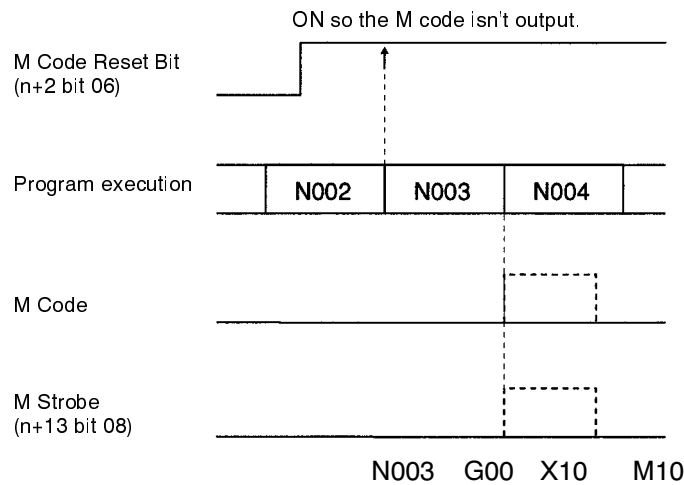 ON so the M code isn't output.
M Code Reset Bit
(n+2 bit 06)
Program execution
N002 N003 N004
M Code
M Strobe
(n+13 bit 08)
N003 G00 X10 M10